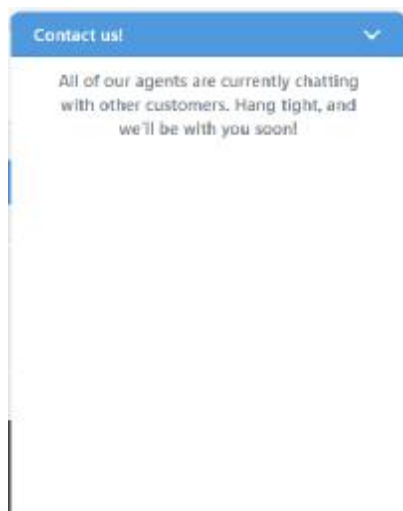 Contact us!
All of our agents are currently chatting
with other customers. Hang tight, and
we'll be with you soon!